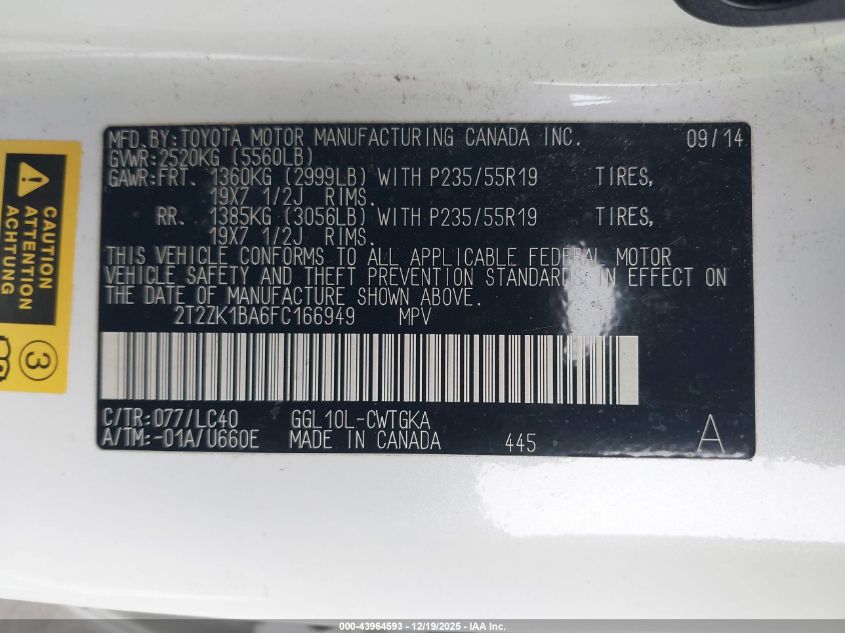 MFD. BY: TOYOTA MOTOR MANUFACTURING CANADA INC. 09/14
GVWR: 2520KG (5560LB)
GAWR: FRT. 1360KG (2999LB) WITH P235/55R19 TIRES,
19X7 1/2J RIMS.
RR. 1385KG (3056LB) WITH P235/55R19 TIRES,
19X7 1/2J RIMS.
THIS VEHICLE CONFORMS TO ALL APPLICABLE FEDERAL MOTOR
VEHICLE SAFETY AND THEFT PREVENTION STANDARDS IN EFFECT ON
THE DATE OF MANUFACTURE SHOWN ABOVE.
2T2ZK1BA6FC166949 MPV
C/TR: 077/LC40 GGL10L-CWTGKA
A/TM: -01A/U660E MADE IN CANADA 445 A
CAUTION
ATTENTION
ACHTUNG
3
000-43964593 - 12/19/2025 - IAA Inc.